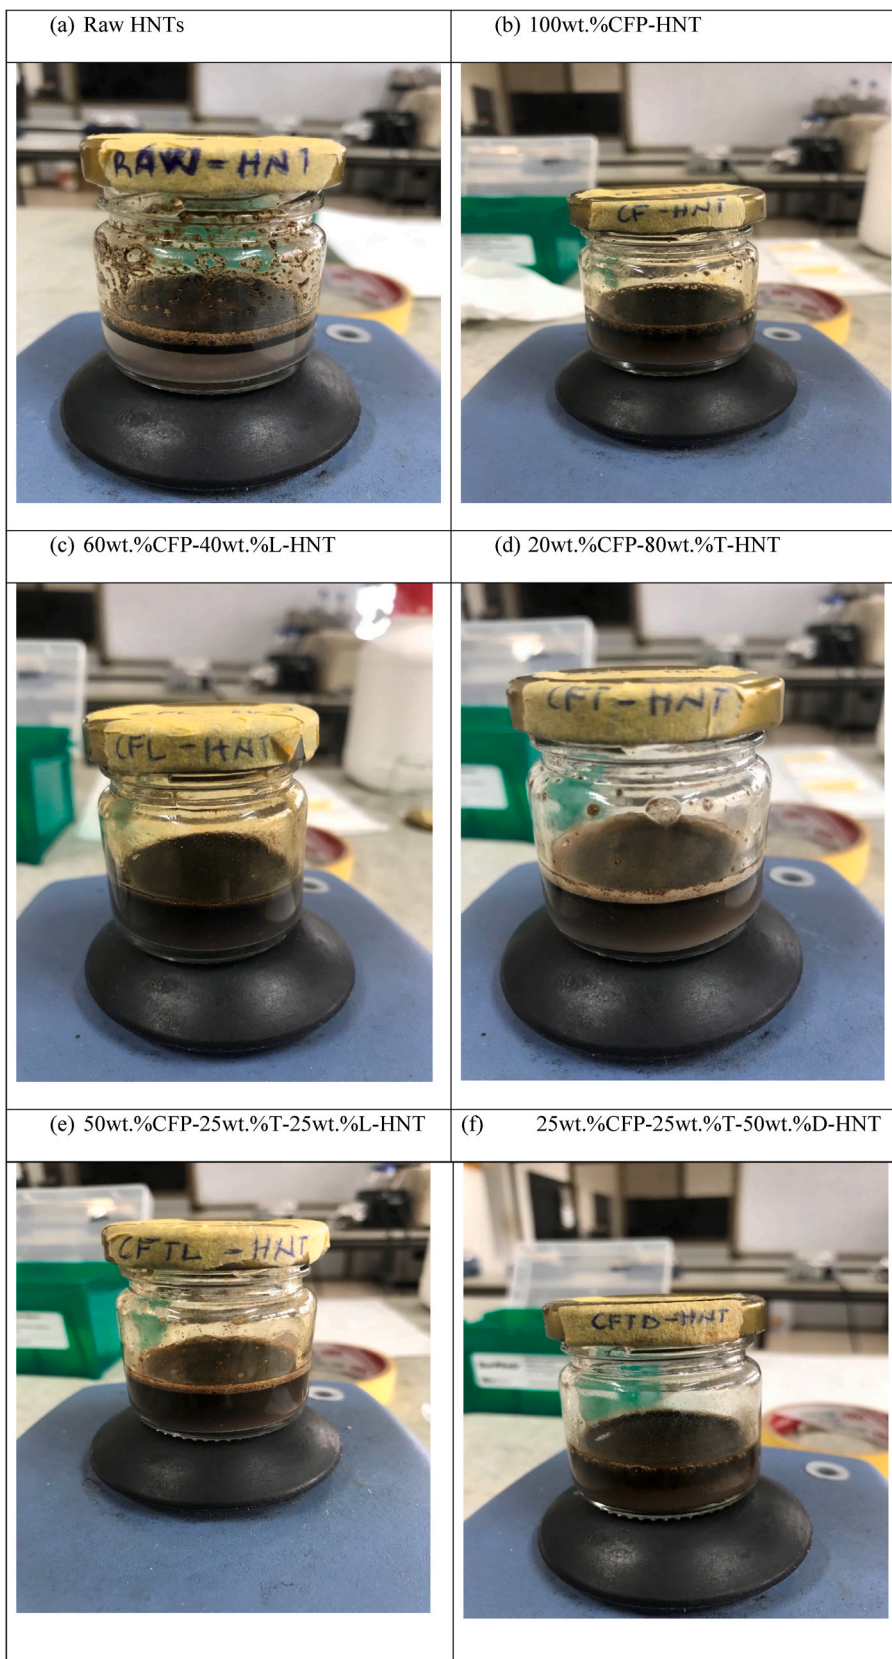 (a) Raw HNTs
(b) 100wt.%CFP-HNT
RAW-HNT
CF-HNT
(c) 60wt.%CFP-40wt.%L-HNT
(d) 20wt.%CFP-80wt.%T-HNT
CFL-HNT
CFT-HNT
(e) 50wt.%CFP-25wt.%T-25wt.%L-HNT
(f) 25wt.%CFP-25wt.%T-50wt.%D-HNT
CFTL-HNT
CFTD-HNT